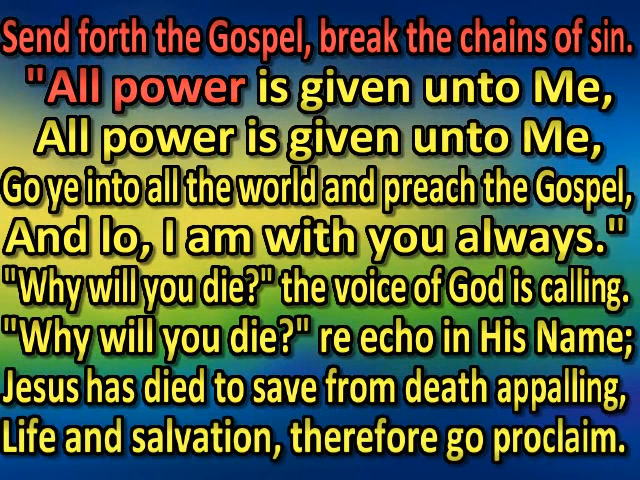 Send forth the Gospel, break the chains of sin.
"All power is given unto Me,
All power is given unto Me,
Go ye into all the world and preach the Gospel,
And lo, I am with you always."
"Why will you die?" the voice of God is calling.
"Why will you die?" re echo in His Name;
Jesus has died to save from death appalling,
Life and salvation, therefore go proclaim.